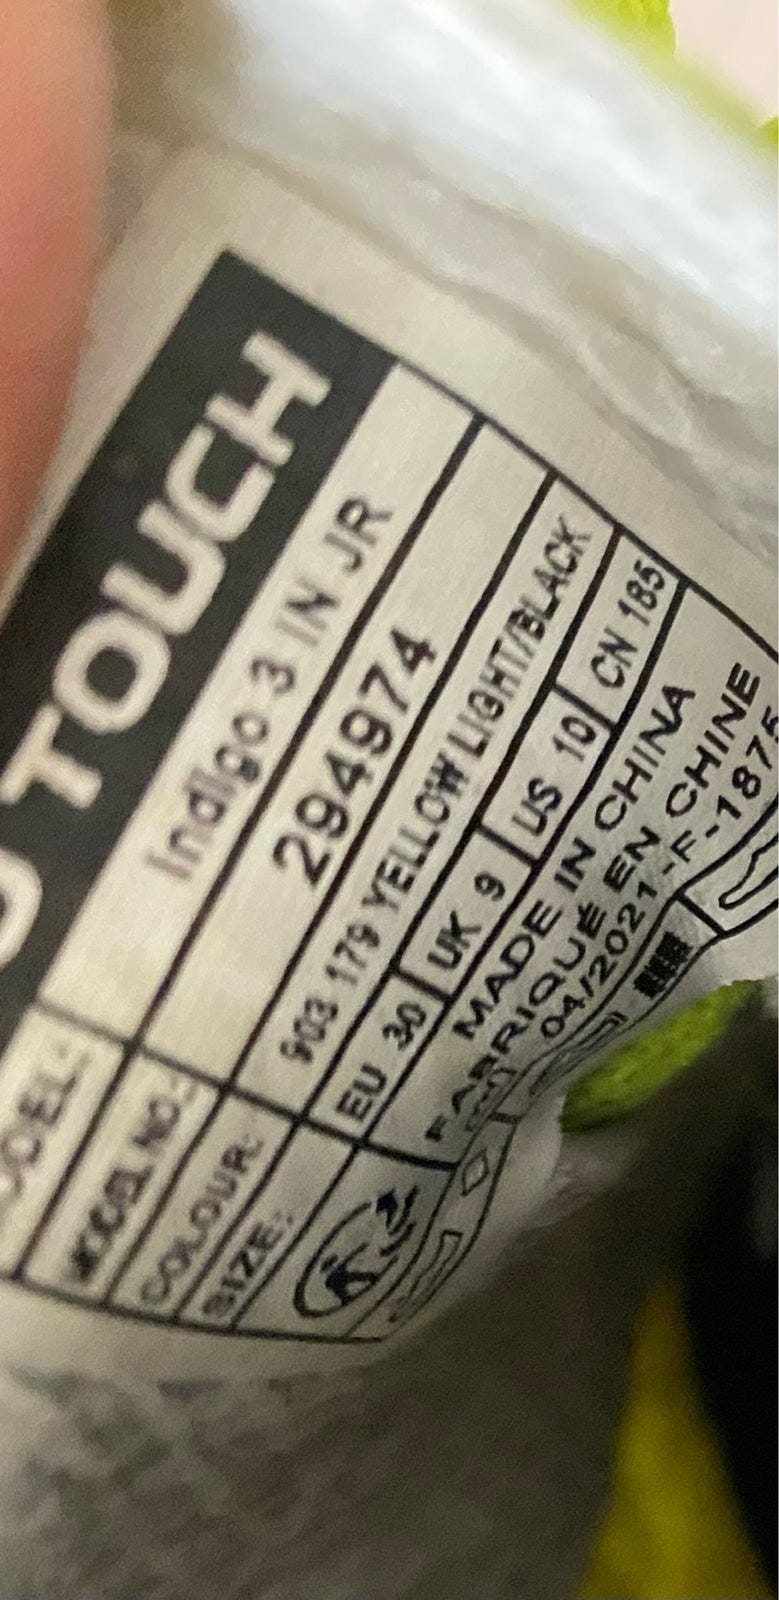 TOUCH
MODEL: Indigo 3 IN JR
MODEL NO.: 294974
COLOUR: 903 179 YELLOW LIGHT/BLACK
SIZE: EU 30 UK 9 US 10 CN 185
MADE IN CHINA
FABRIQUÉ EN CHINE
04/2021-F-1875